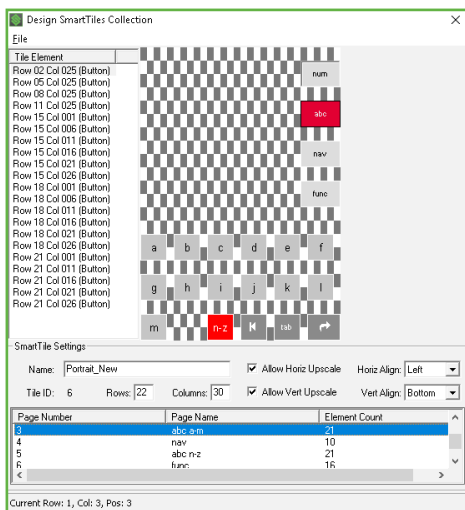 Design SmartTiles Collection
File
Tile Element
Row 02 Col 025 (Button)
Row 05 Col 025 (Button)
Row 08 Col 025 (Button)
Row 11 Col 025 (Button)
Row 15 Col 001 (Button)
Row 15 Col 006 (Button)
Row 15 Col 011 (Button)
Row 15 Col 016 (Button)
Row 15 Col 021 (Button)
Row 15 Col 026 (Button)
Row 18 Col 001 (Button)
Row 18 Col 006 (Button)
Row 18 Col 011 (Button)
Row 18 Col 016 (Button)
Row 18 Col 021 (Button)
Row 18 Col 026 (Button)
Row 21 Col 001 (Button)
Row 21 Col 011 (Button)
Row 21 Col 016 (Button)
Row 21 Col 021 (Button)
Row 21 Col 026 (Button)
num
abc
nav
func
a b c d e f
g h i j k l
m n-z tab
SmartTile Settings
Name: Portrait_New Allow Horiz Upscale Horiz Align: Left
Tile ID: 6 Rows: 22 Columns: 30 Allow Vert Upscale Vert Align: Bottom
Page Number Page Name Element Count
3 abc a-m 21
4 nav 10
5 abc n-z 21
6 func 16
Current Row: 1, Col: 3, Pos: 3